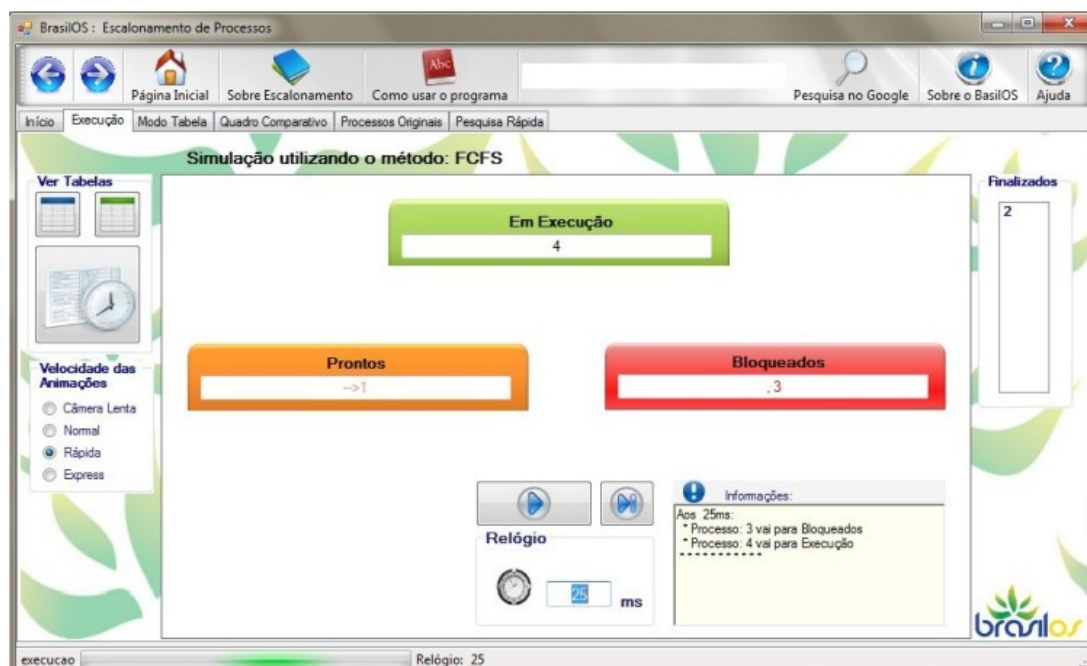 BrasilOS : Escalonamento de Processos
Página Inicial
Sobre Escalonamento
Abc
Como usar o programa
Pesquisa no Google
Sobre o BasilOS
Ajuda
Início
Execução
Modo Tabela
Quadro Comparativo
Processos Originais
Pesquisa Rápida
Simulação utilizando o método: FCFS
Ver Tabelas
Velocidade das
Animações
Câmera Lenta
Normal
Rápida
Express
Em Execução
4
Prontos
-->1
Bloqueados
, 3
Finalizados
2
Relógio
25 ms
Informações:
Aos 25ms:
* Processo: 3 vai para Bloqueados
* Processo: 4 vai para Execução
* * * * * * * * * * *
brasilos
execucao
Relógio: 25